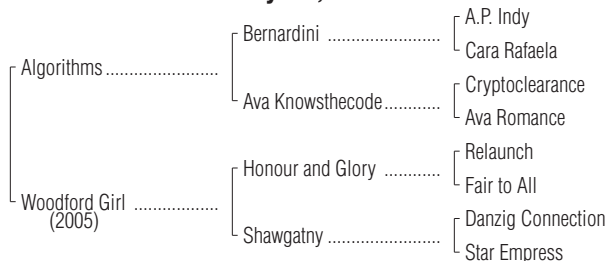 A.P. Indy
Bernardini ....................
Cara Rafaela
Algorithms .......................
Cryptoclearance
Ava Knowsthecode............
Ava Romance
Relaunch
Honour and Glory ............
Fair to All
Woodford Girl .................
(2005)
Danzig Connection
Shawgatny .......................
Star Empress